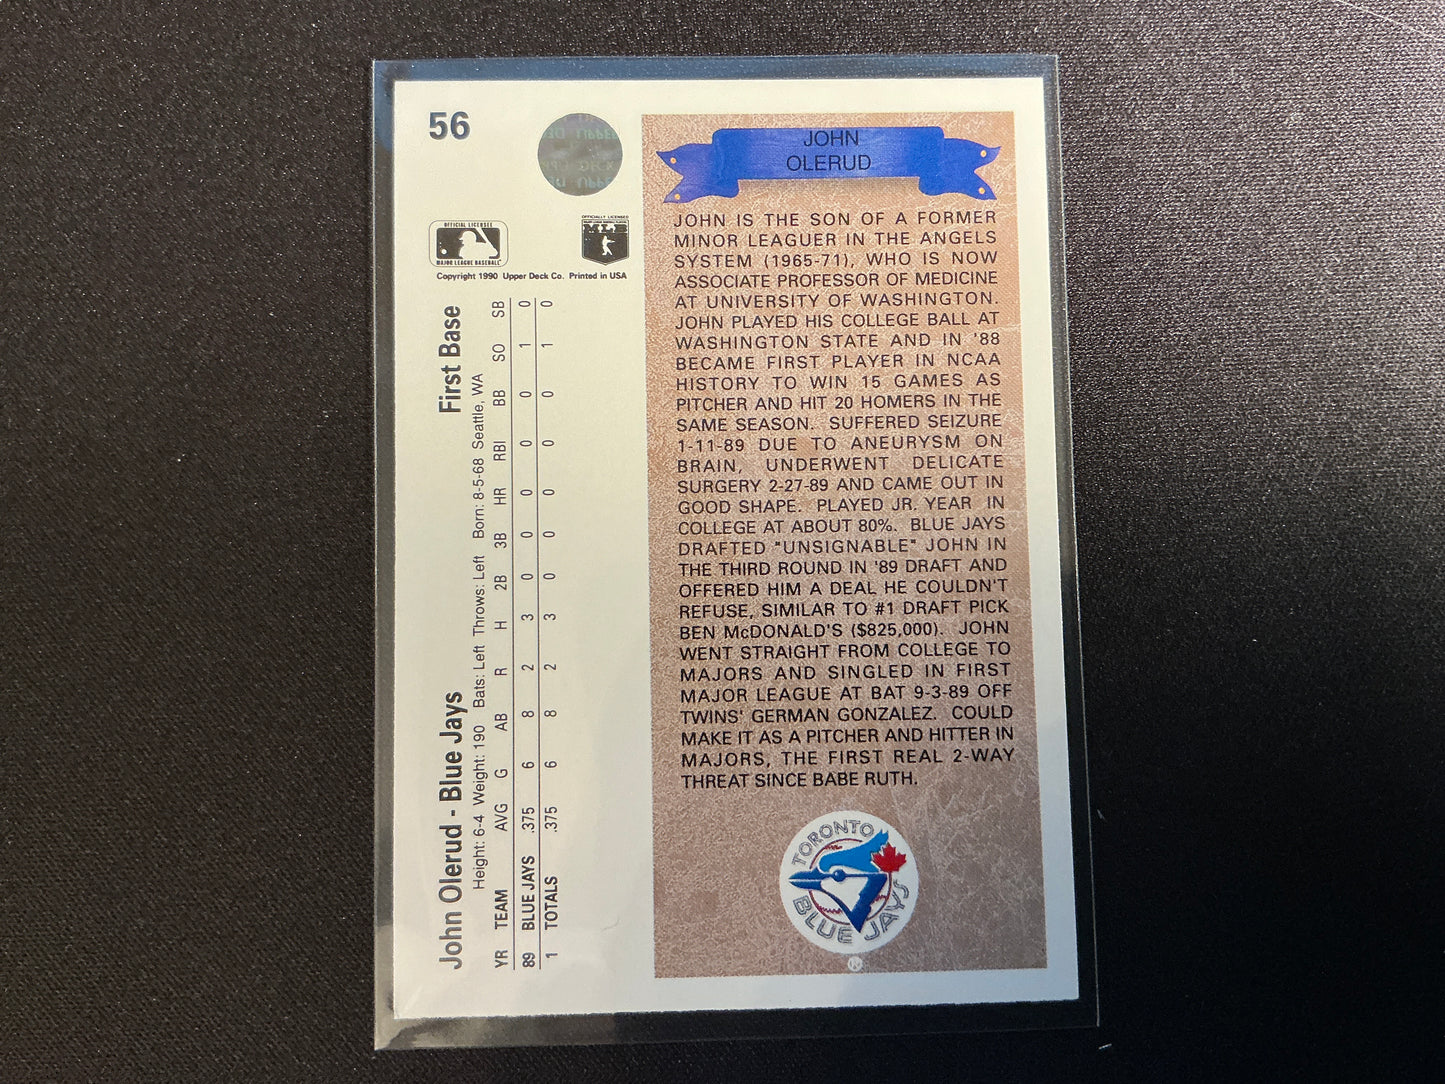 56
OFFICIAL LICENSEE
MAJOR LEAGUE BASEBALL
OFFICIALLY LICENSED
MAJOR LEAGUE BASEBALL PLAYERS
Copyright 1990 Upper Deck Co. Printed in USA
John Olerud - Blue Jays First Base
Height: 6-4 Weight: 190 Bats: Left Throws: Left Born: 8-5-68 Seattle, WA
YR TEAM AVG G AB R H 2B 3B HR RBI BB SO SB
89 BLUE JAYS .375 6 8 2 3 0 0 0 0 0 1 0
1 TOTALS .375 6 8 2 3 0 0 0 0 0 1 0
JOHN
OLERUD
JOHN IS THE SON OF A FORMER
MINOR LEAGUER IN THE ANGELS
SYSTEM (1965-71), WHO IS NOW
ASSOCIATE PROFESSOR OF MEDICINE
AT UNIVERSITY OF WASHINGTON.
JOHN PLAYED HIS COLLEGE BALL AT
WASHINGTON STATE AND IN '88
BECAME FIRST PLAYER IN NCAA
HISTORY TO WIN 15 GAMES AS
PITCHER AND HIT 20 HOMERS IN THE
SAME SEASON. SUFFERED SEIZURE
1-11-89 DUE TO ANEURYSM ON
BRAIN, UNDERWENT DELICATE
SURGERY 2-27-89 AND CAME OUT IN
GOOD SHAPE. PLAYED JR. YEAR IN
COLLEGE AT ABOUT 80%. BLUE JAYS
DRAFTED "UNSIGNABLE" JOHN IN
THE THIRD ROUND IN '89 DRAFT AND
OFFERED HIM A DEAL HE COULDN'T
REFUSE, SIMILAR TO #1 DRAFT PICK
BEN McDONALD'S ($825,000). JOHN
WENT STRAIGHT FROM COLLEGE TO
MAJORS AND SINGLED IN FIRST
MAJOR LEAGUE AT BAT 9-3-89 OFF
TWINS' GERMAN GONZALEZ. COULD
MAKE IT AS A PITCHER AND HITTER IN
MAJORS, THE FIRST REAL 2-WAY
THREAT SINCE BABE RUTH.
TORONTO
BLUE JAYS
®